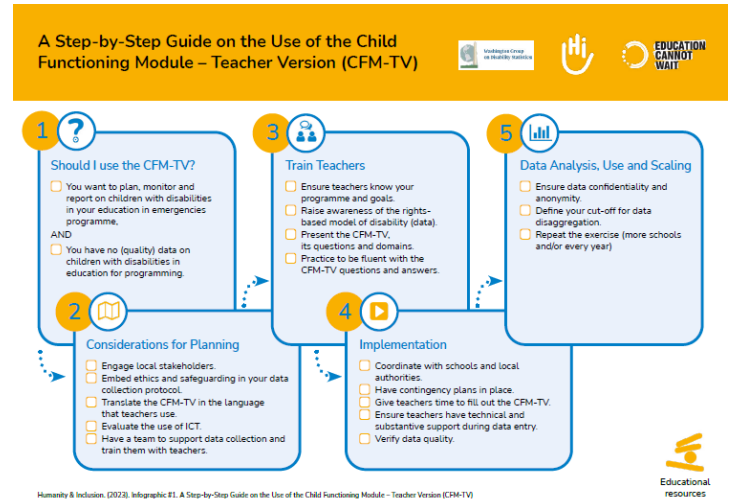 A Step-by-Step Guide on the Use of the Child
Functioning Module – Teacher Version (CFM-TV)
Washington Group
on Disability Statistics
Hi
EDUCATION
CANNOT
WAIT
1
?
Should I use the CFM-TV?
You want to plan, monitor and
report on children with disabilities
in your education in emergencies
programme,
AND
You have no (quality) data on
children with disabilities in
education for programming.
2
Considerations for Planning
Engage local stakeholders.
Embed ethics and safeguarding in your data
collection protocol.
Translate the CFM-TV in the language
that teachers use.
Evaluate the use of ICT.
Have a team to support data collection and
train them with teachers.
3
Train Teachers
Ensure teachers know your
programme and goals.
Raise awareness of the rights-
based model of disability (data).
Present the CFM-TV,
its questions and domains.
Practice to be fluent with the
CFM-TV questions and answers.
4
Implementation
Coordinate with schools and local
authorities.
Have contingency plans in place.
Give teachers time to fill out the CFM-TV.
Ensure teachers have technical and
substantive support during data entry.
Verify data quality.
5
Data Analysis, Use and Scaling
Ensure data confidentiality and
anonymity.
Define your cut-off for data
disaggregation.
Repeat the exercise (more schools
and/or every year)
Educational
resources
Humanity & Inclusion. (2023). Infographic #1. A Step-by-Step Guide on the Use of the Child Functioning Module – Teacher Version (CFM-TV)